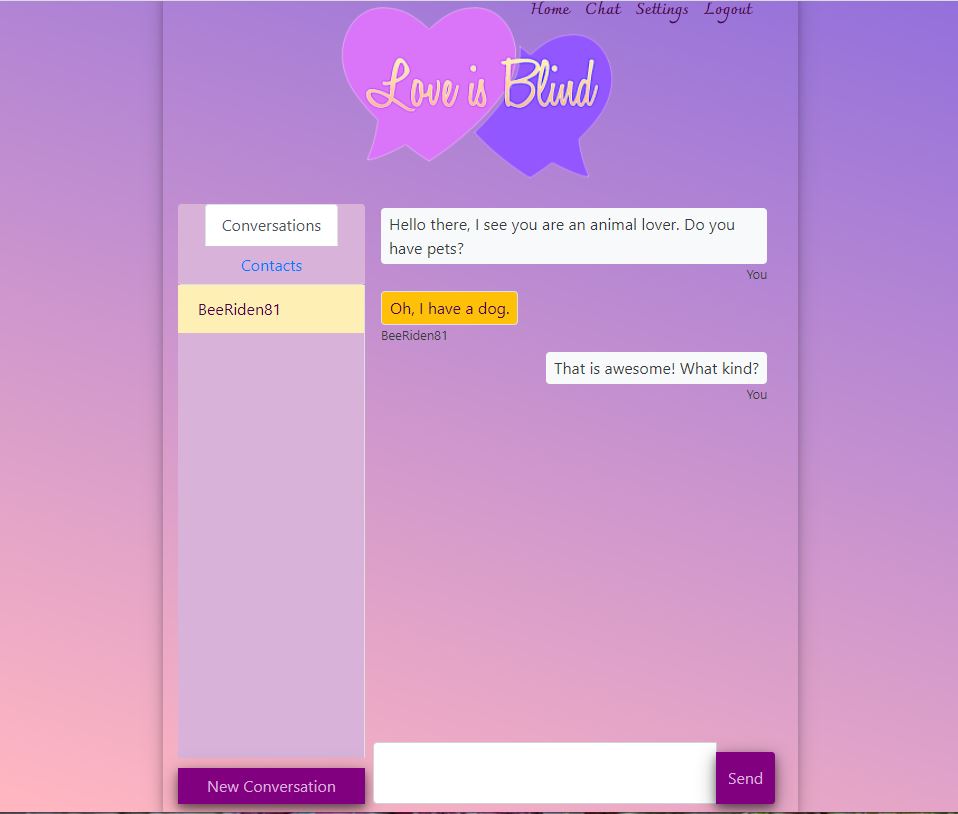 Home Chat Settings Logout
Love is Blind
Conversations
Contacts
BeeRiden81
New Conversation
Hello there, I see you are an animal lover. Do you
have pets?
You
Oh, I have a dog.
BeeRiden81
That is awesome! What kind?
You
Send